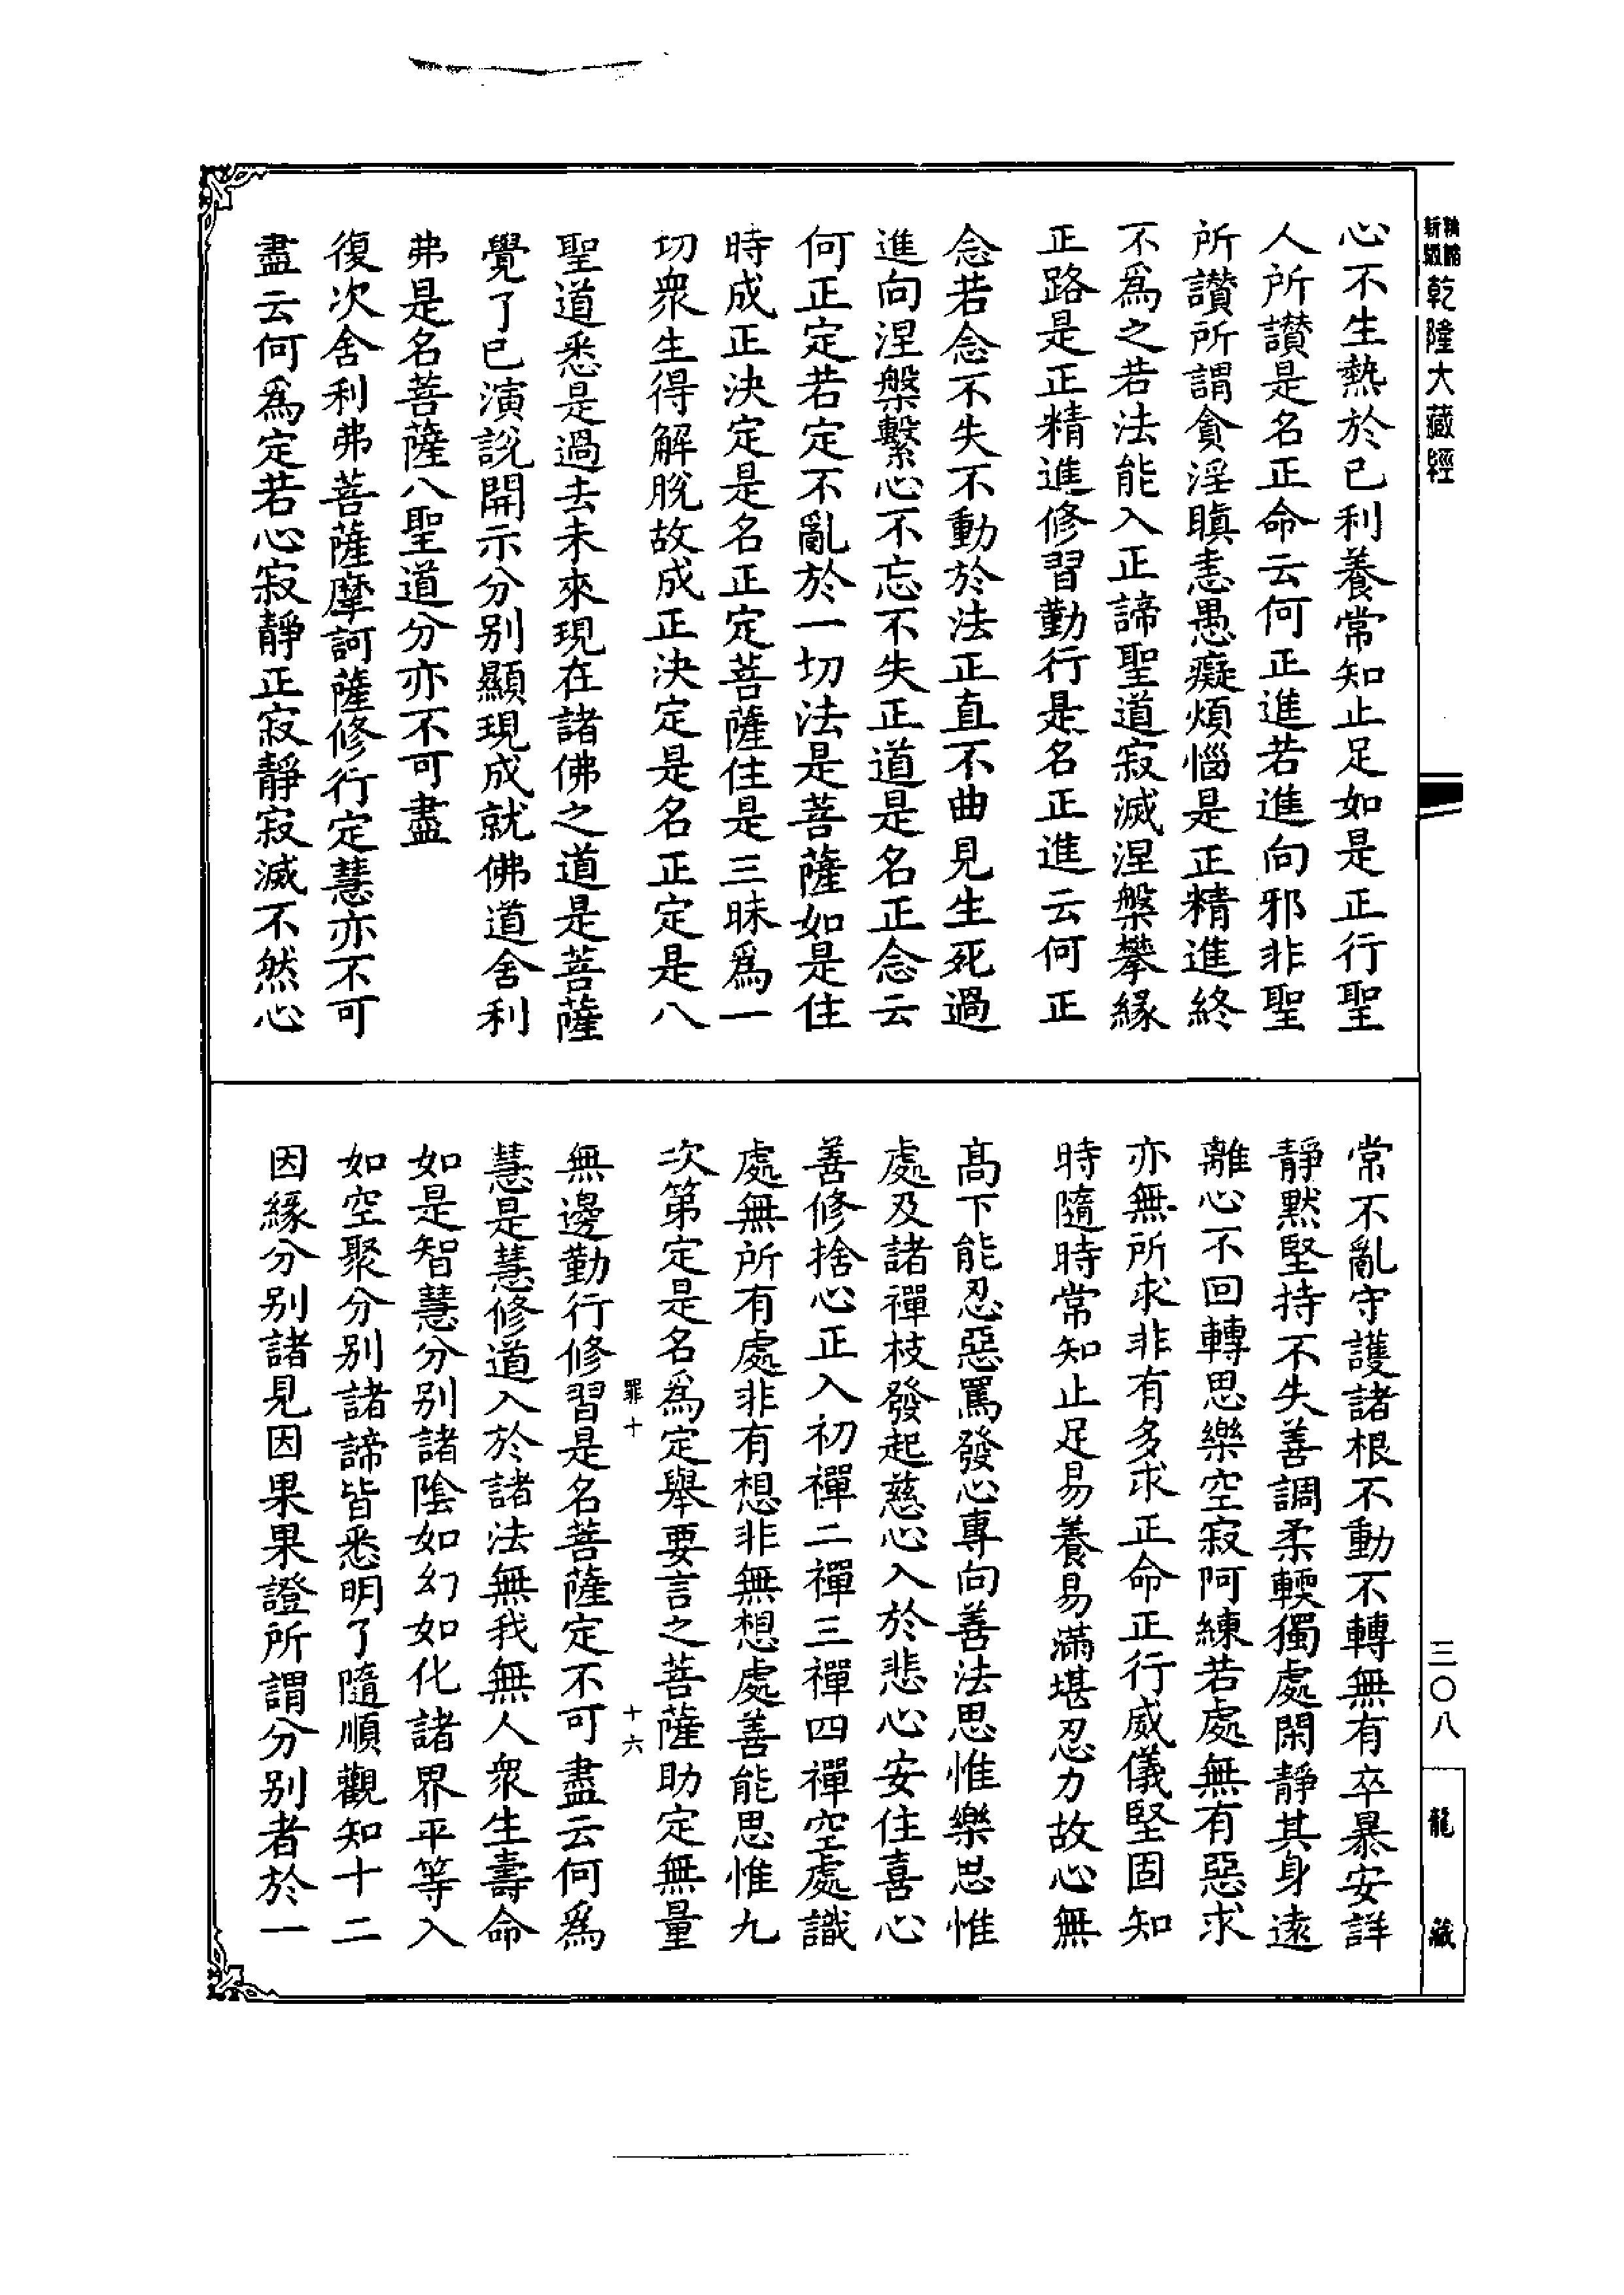 乾隆大藏經
心不生熱於已利養常知止足如是正行聖
人所讃是名正命云何正進若進向邪非聖
所讃所謂貪淫瞋恚愚癡煩惱是正精進終
不爲之若法能入正諦聖道寂滅涅槃攀緣
正路是正精進修習勤行是名正進云何正
念若念不失不動於法正直不曲見生死過
進向涅槃繫心不忘不失正道是名正念云
何正定若定不亂於一切法是菩薩如是住
時成正決定是名正定菩薩住是三昧爲一
切衆生得解脫故成正決定是名正定是八
聖道悉是過去未來現在諸佛之道是菩薩
覺了已演說開示分別顯現成就佛道舍利
弗是名菩薩八聖道分亦不可盡
復次舍利弗菩薩摩訶薩修行定慧亦不可
盡云何爲定若心寂靜正寂靜寂滅不然心
常不亂守護諸根不動不轉無有卒暴安詳
靜默堅持不失善調柔輭獨處閑靜其身遠
離心不回轉思樂空寂阿練若處無有惡求
亦無所求非有多求正命正行威儀堅固知
時隨時常知止足易養易滿堪忍力故心無
高下能忍惡罵發心專向善法思惟樂思惟
處及諸禪枝發起慈心入於悲心安住喜心
善修捨心正入初禪二禪三禪四禪空處識
處無所有處非有想非無想處善能思惟九
次第定是名爲定舉要言之菩薩助定無量
罪十 十六
無邊勤行修習是名菩薩定不可盡云何爲
慧是慧修道入於諸法無我無人衆生壽命
如是智慧分別諸陰如幻如化諸界平等入
如空聚分別諸諦皆悉明了隨順觀知十二
因緣分別諸見因果果證所謂分別者於一
三〇八
龍藏